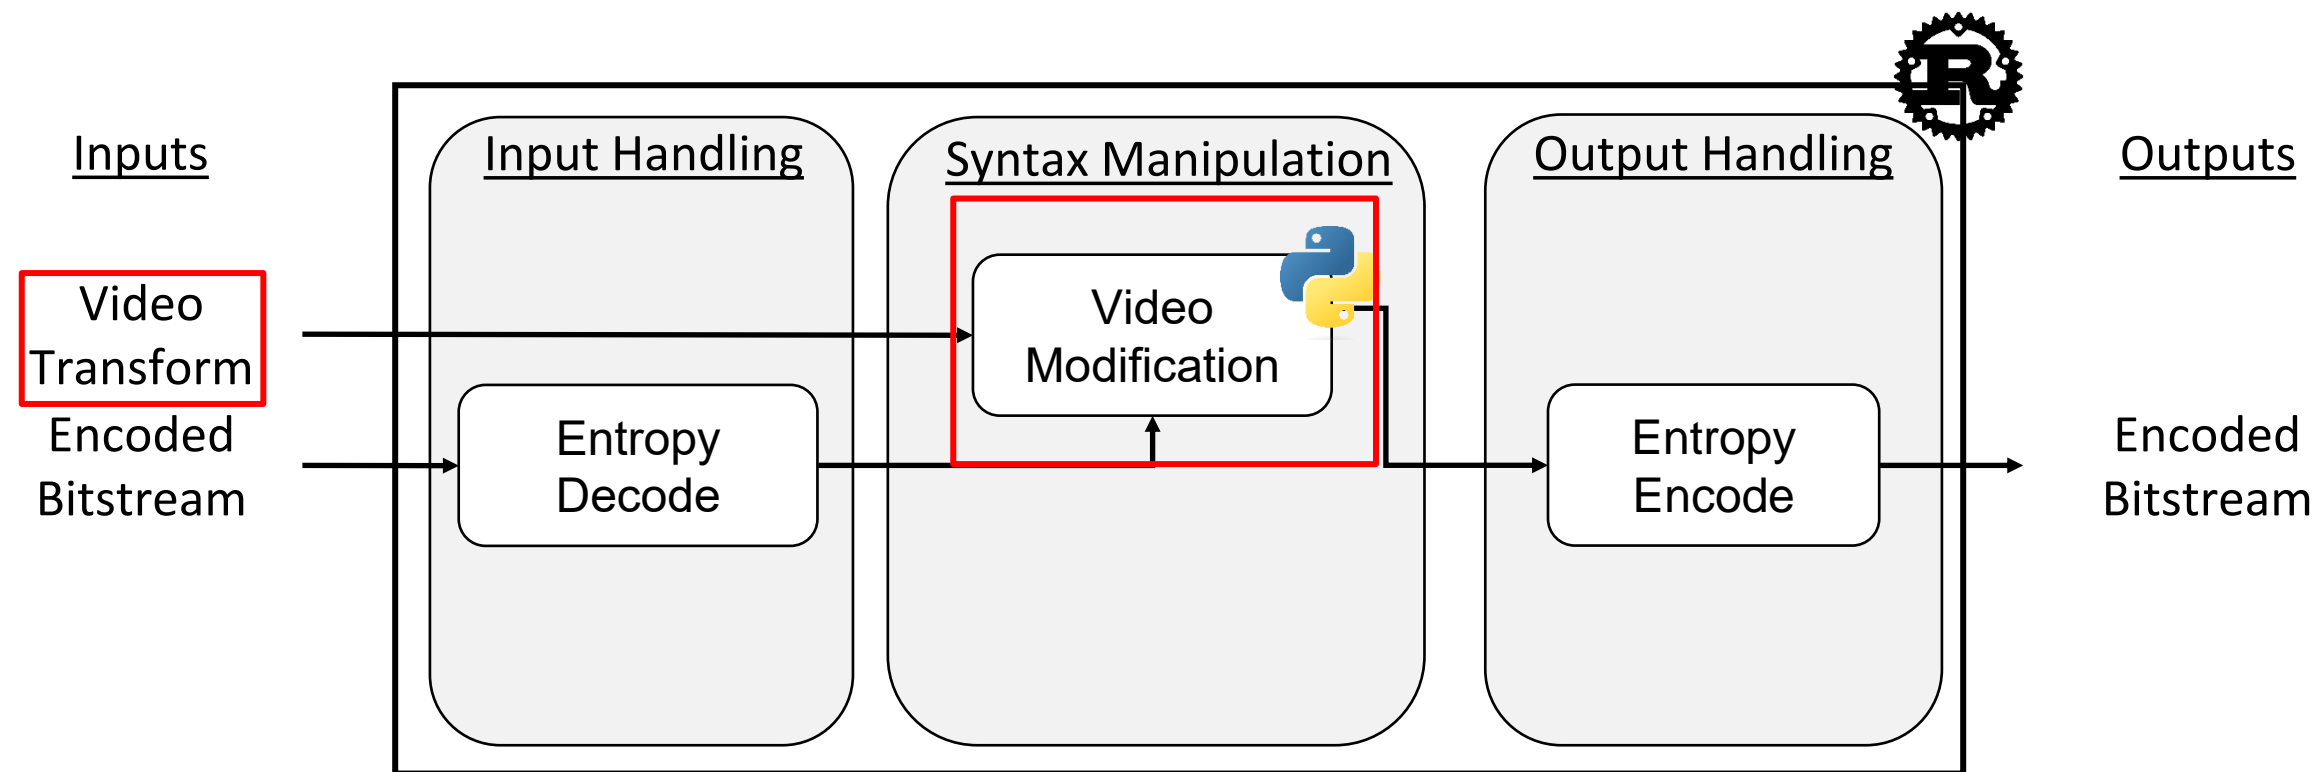 Inputs
Input Handling
Syntax Manipulation
Output Handling
Outputs
Video
Transform
Encoded
Bitstream
Entropy
Decode
Video
Modification
Entropy
Encode
Encoded
Bitstream
R